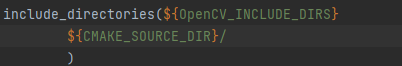 include_directories(${OpenCV_INCLUDE_DIRS}
${CMAKE_SOURCE_DIR}/
)